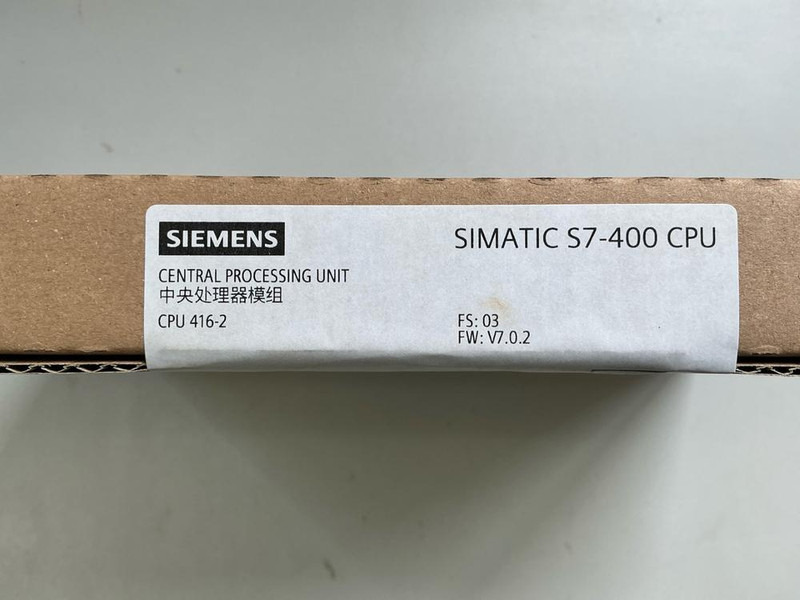 SIEMENS
SIMATIC S7-400 CPU
CENTRAL PROCESSING UNIT
中央处理器模组
CPU 416-2
FS: 03
FW: V7.0.2